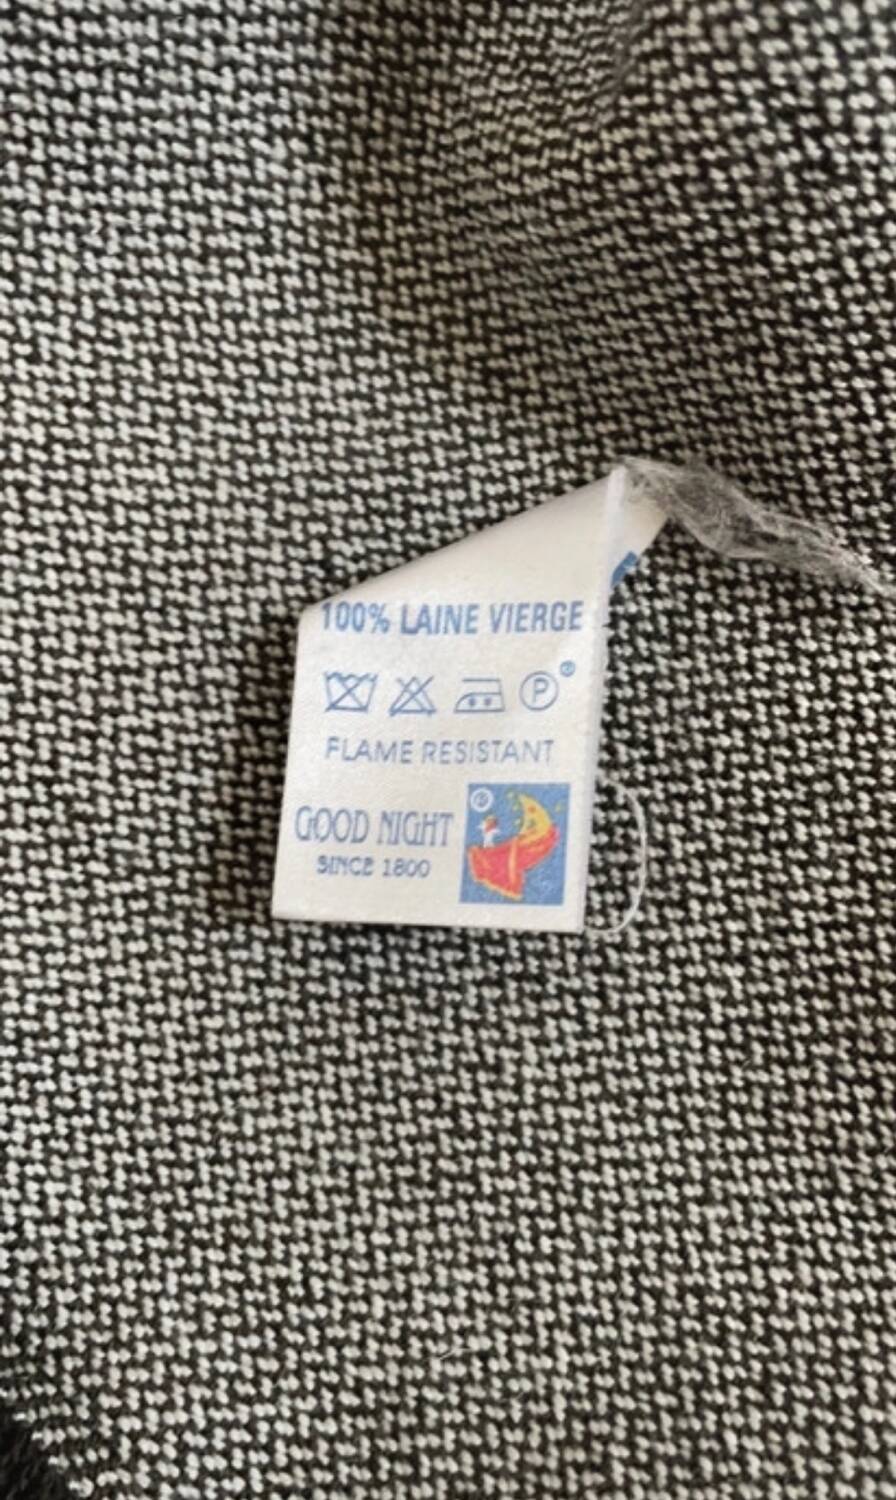 100% LAINE VIERGE
P
FLAME RESISTANT
GOOD NIGHT
SINCE 1800